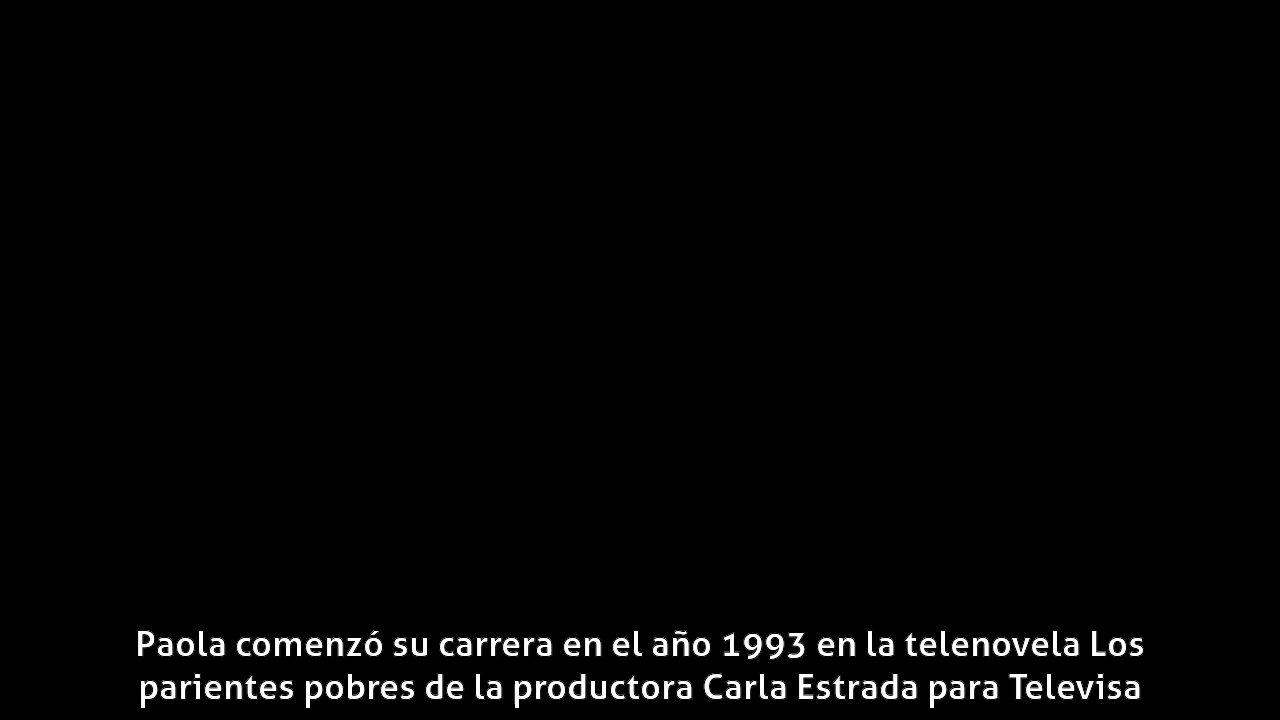 Paola comenzó su carrera en el año 1993 en la telenovela Los
parientes pobres de la productora Carla Estrada para Televisa